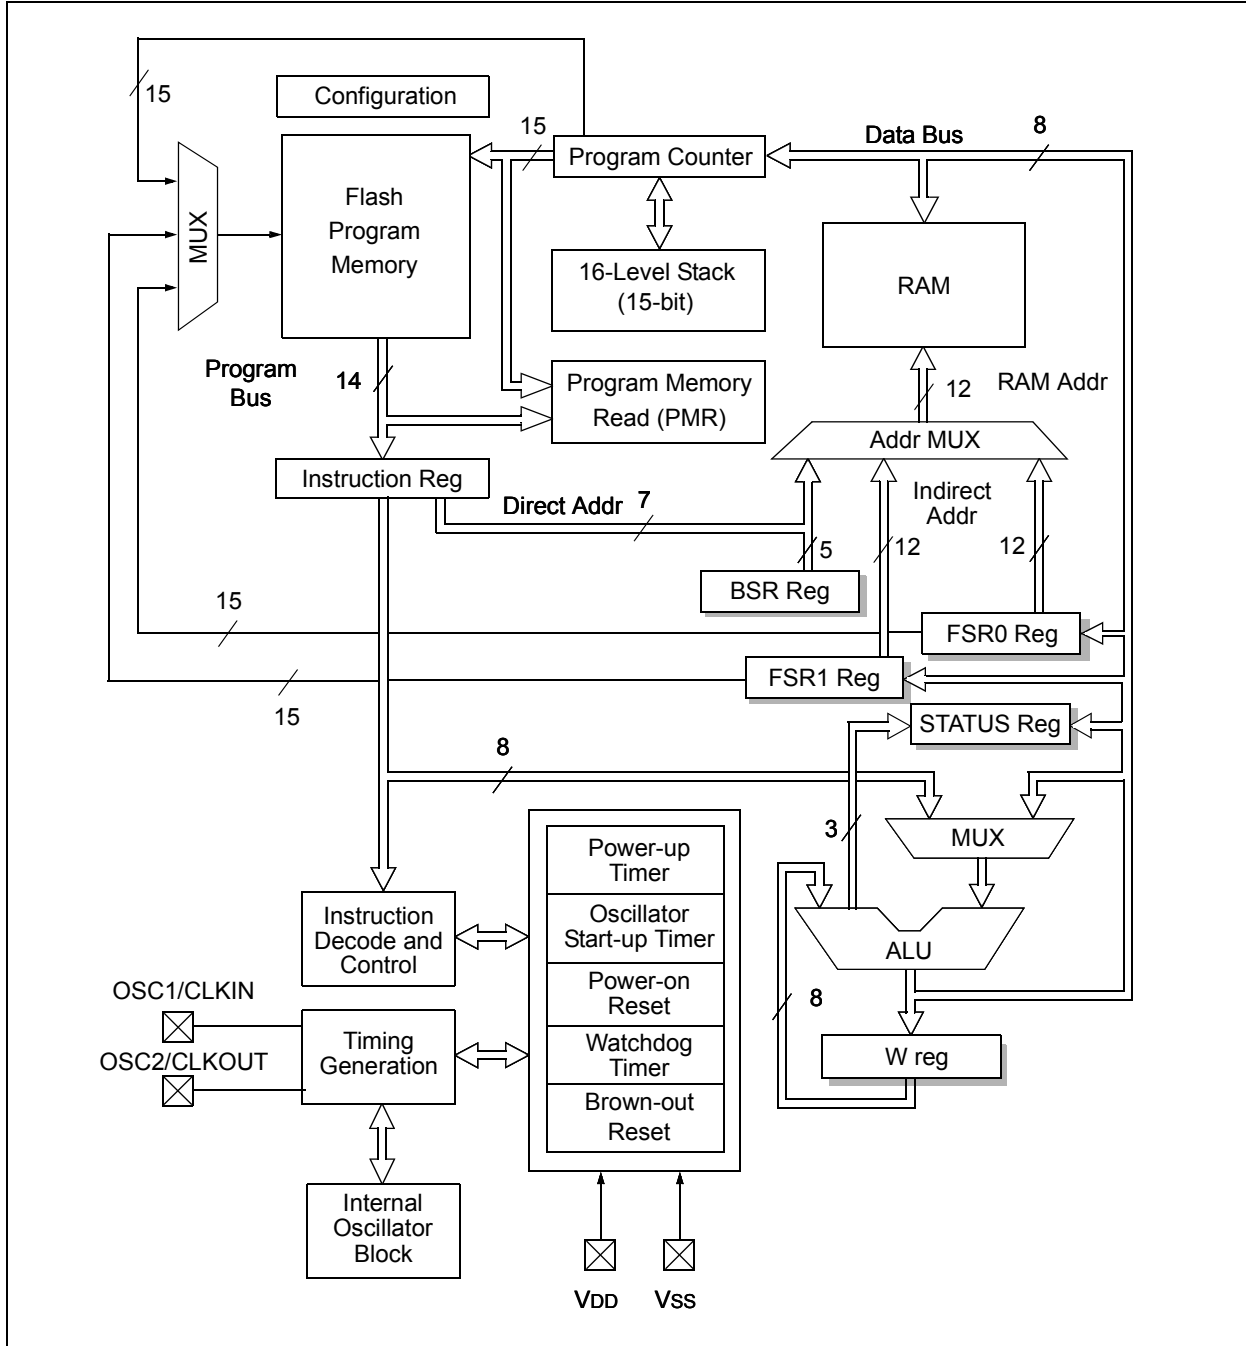 15
Configuration
15
Program Counter
Data Bus
8
MUX
Flash
Program
Memory
16-Level Stack
(15-bit)
RAM
Program
Bus
14
Program Memory
Read (PMR)
12
RAM Addr
Addr MUX
Instruction Reg
Direct Addr
7
Indirect
Addr
5
12
12
BSR Reg
15
FSR0 Reg
FSR1 Reg
15
STATUS Reg
8
3
MUX
Power-up
Timer
Oscillator
Start-up Timer
Power-on
Reset
Watchdog
Timer
Brown-out
Reset
Instruction
Decode and
Control
ALU
8
W reg
OSC1/CLKIN
OSC2/CLKOUT
Timing
Generation
Internal
Oscillator
Block
VDD
VSS